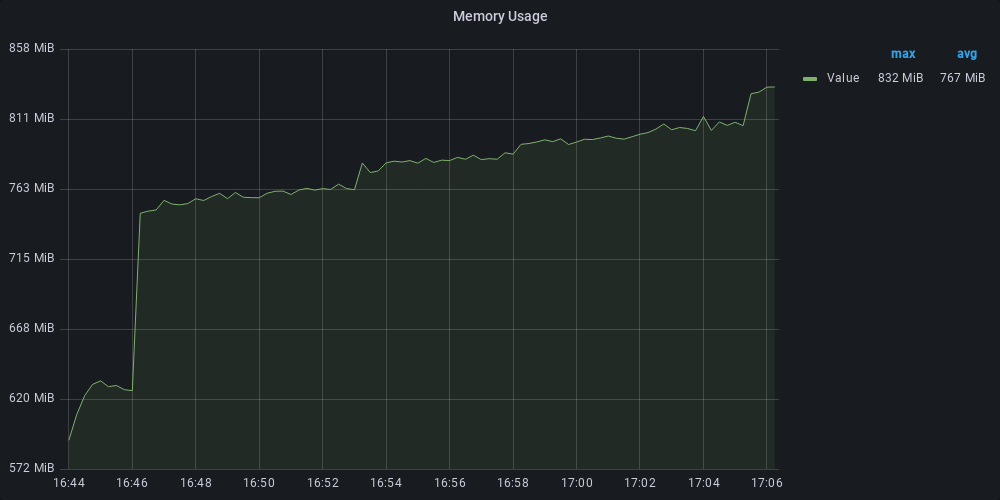 Memory Usage
858 MiB
811 MiB
763 MiB
715 MiB
668 MiB
620 MiB
572 MiB
16:44 16:46 16:48 16:50 16:52 16:54 16:56 16:58 17:00 17:02 17:04 17:06
max avg
Value 832 MiB 767 MiB